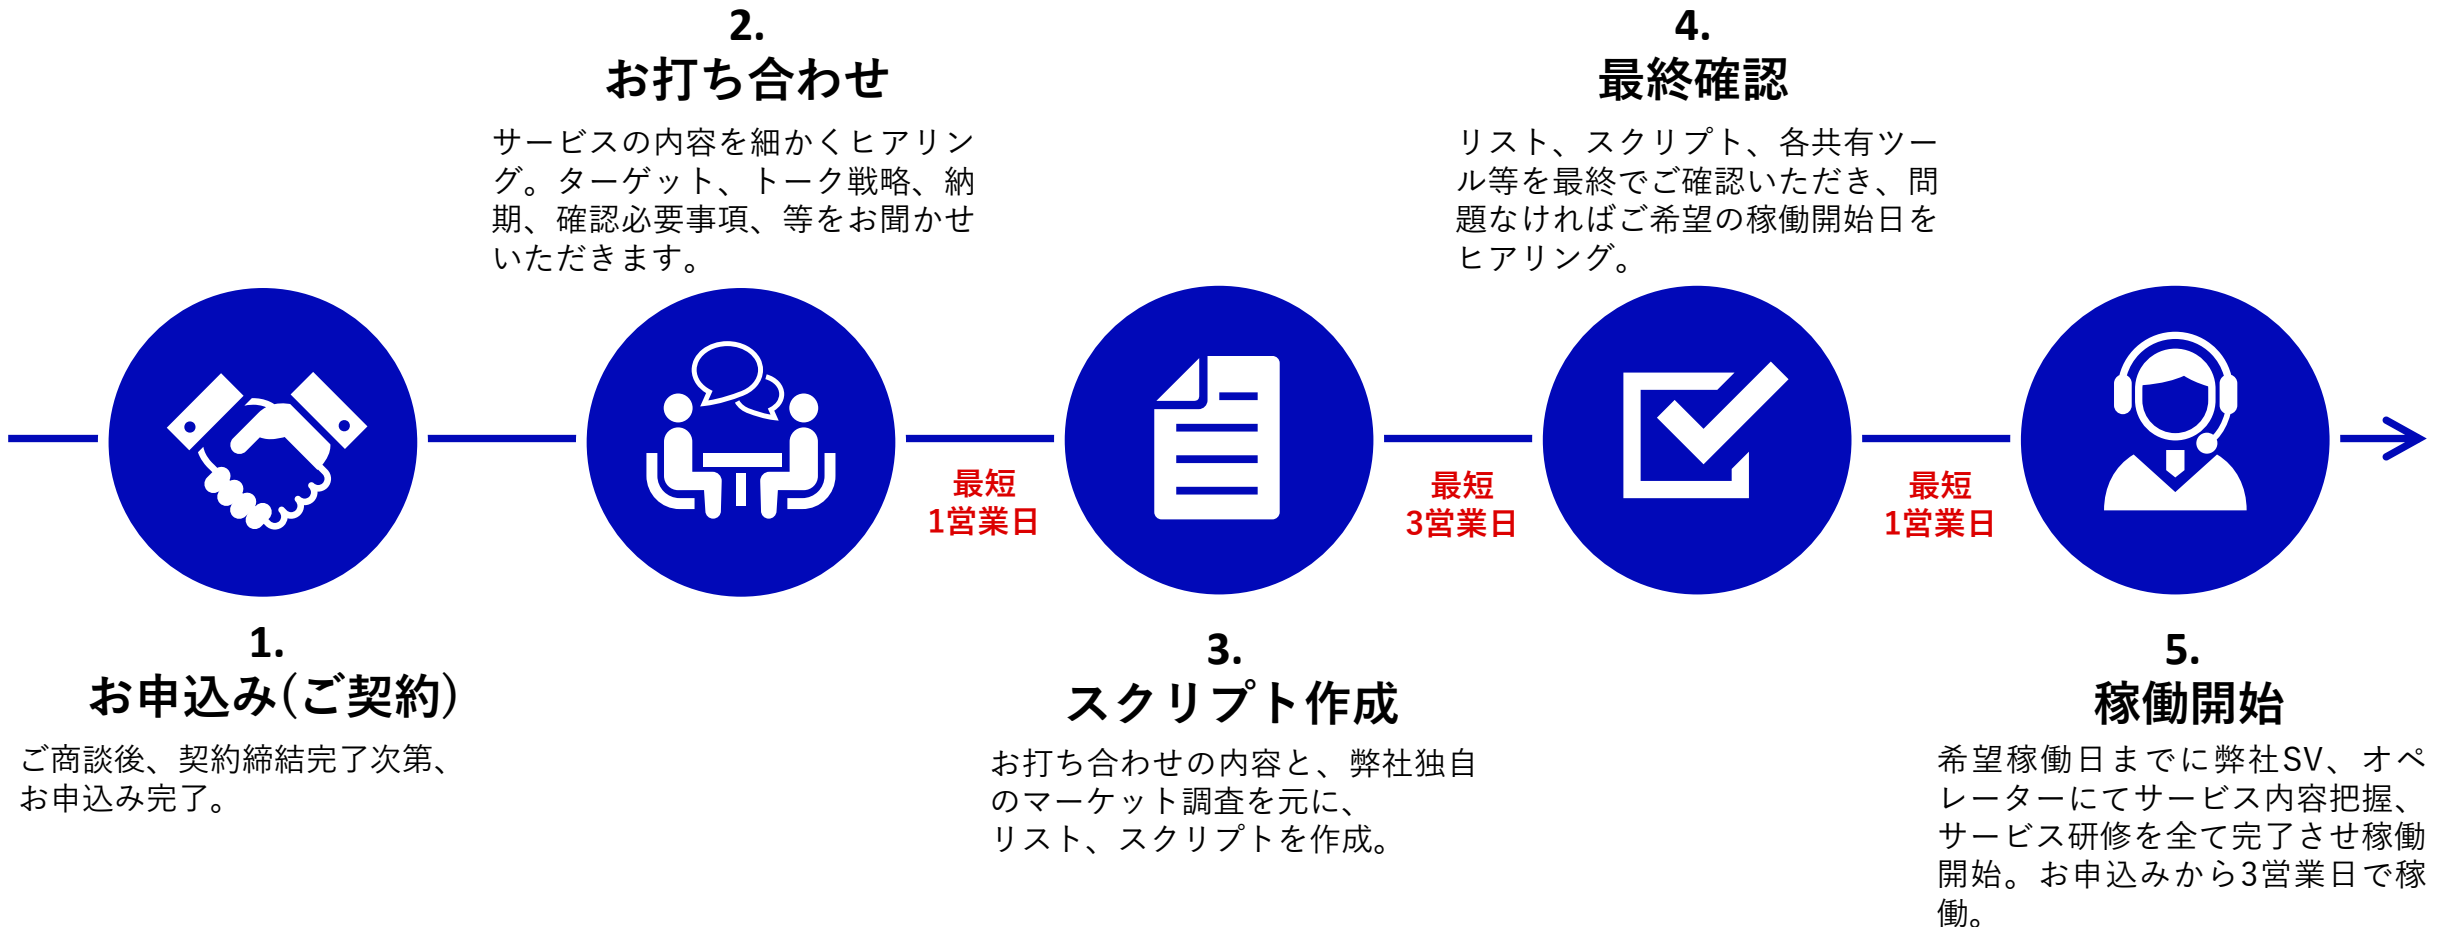 1.
お申込み(ご契約)
ご商談後、契約締結完了次第、
お申込み完了。
2.
お打ち合わせ
サービスの内容を細かくヒアリン
グ。ターゲット、トーク戦略、納
期、確認必要事項、等をお聞かせ
いただきます。
最短
1営業日
3.
スクリプト作成
お打ち合わせの内容と、弊社独自
のマーケット調査を元に、
リスト、スクリプトを作成。
最短
3営業日
4.
最終確認
リスト、スクリプト、各共有ツー
ル等を最終でご確認いただき、問
題なければご希望の稼働開始日を
ヒアリング。
最短
1営業日
5.
稼働開始
希望稼働日までに弊社SV、オペ
レーターにてサービス内容把握、
サービス研修を全て完了させ稼働
開始。お申込みから3営業日で稼
働。